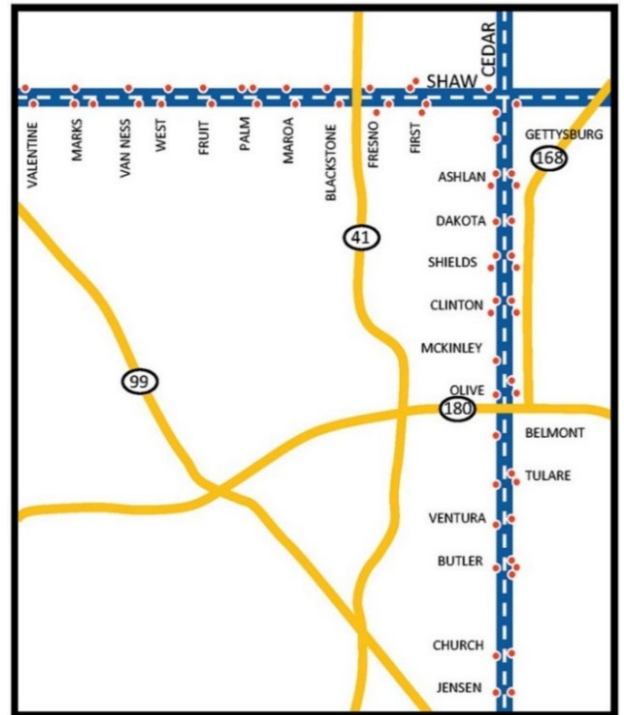 CEDAR
SHAW
VALENTINE
MARKS
VAN NESS
WEST
FRUIT
PALM
MAROA
BLACKSTONE
FRESNO
FIRST
GETTYSBURG
168
ASHLAN
DAKOTA
41
SHIELDS
CLINTON
MCKINLEY
99
OLIVE
180
BELMONT
TULARE
VENTURA
BUTLER
CHURCH
JENSEN